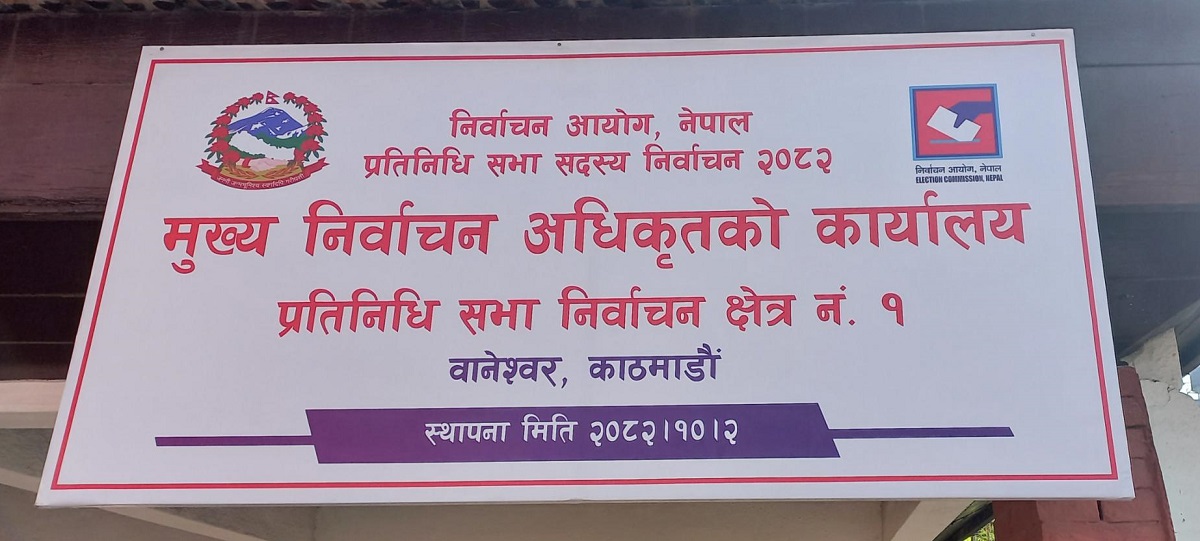 निर्वाचन आयोग, नेपाल
प्रतिनिधि सभा सदस्य निर्वाचन २०८२
निर्वाचन आयोग, नेपाल
ELECTION COMMISSION, NEPAL
मुख्य निर्वाचन अधिकृतको कार्यालय
प्रतिनिधि सभा निर्वाचन क्षेत्र नं. १
वानेश्वर, काठमाडौं
स्थापना मिति २०८२।१०।२